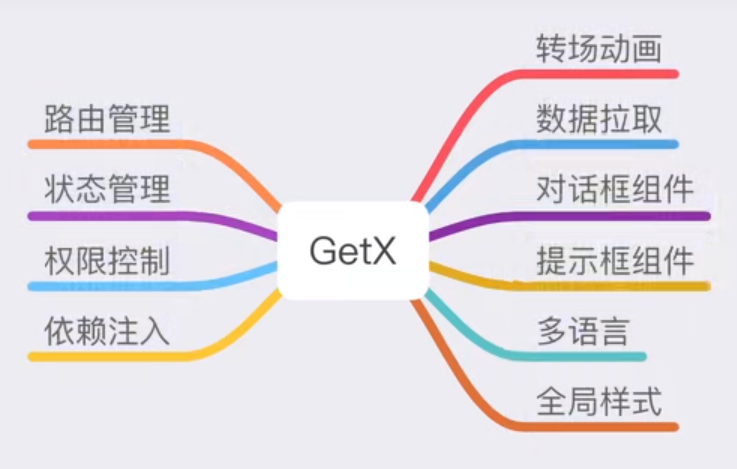 GetX
路由管理
状态管理
权限控制
依赖注入
转场动画
数据拉取
对话框组件
提示框组件
多语言
全局样式